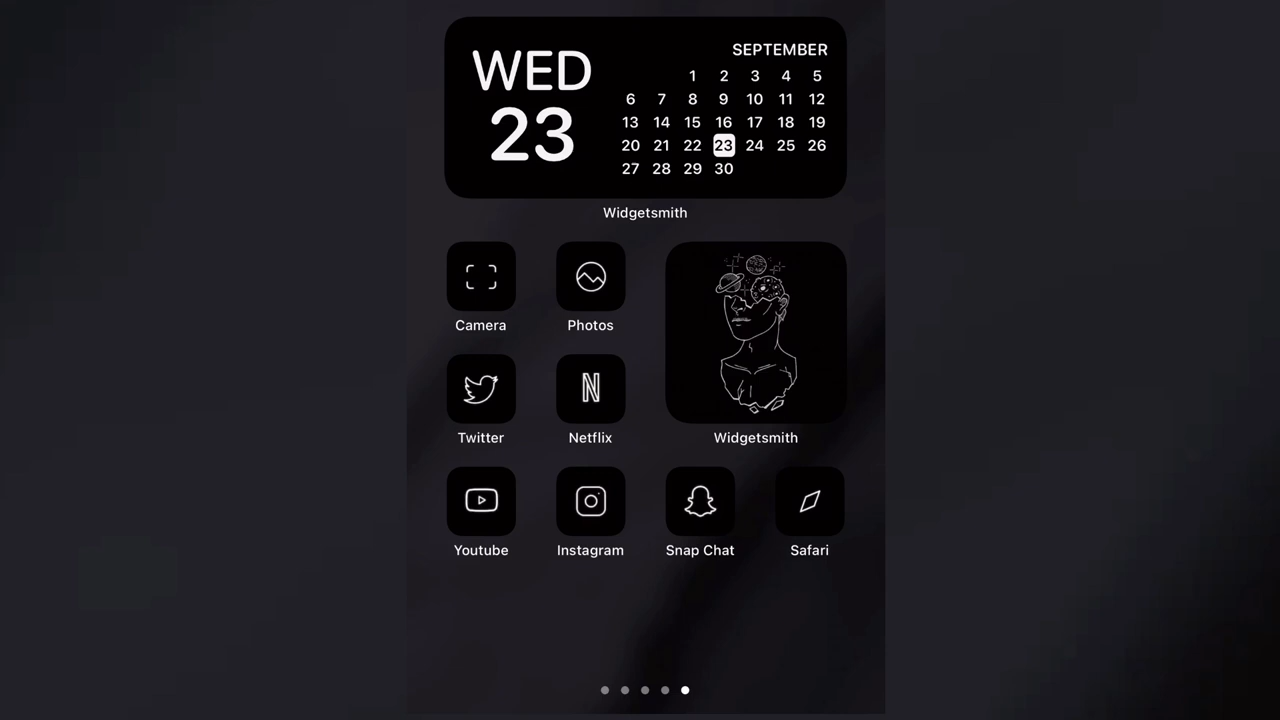 WED
23
SEPTEMBER
1 2 3 4 5
6 7 8 9 10 11 12
13 14 15 16 17 18 19
20 21 22 23 24 25 26
27 28 29 30
Widgetsmith
Camera
Photos
Twitter
N
Netflix
Widgetsmith
Youtube
Instagram
Snap Chat
Safari